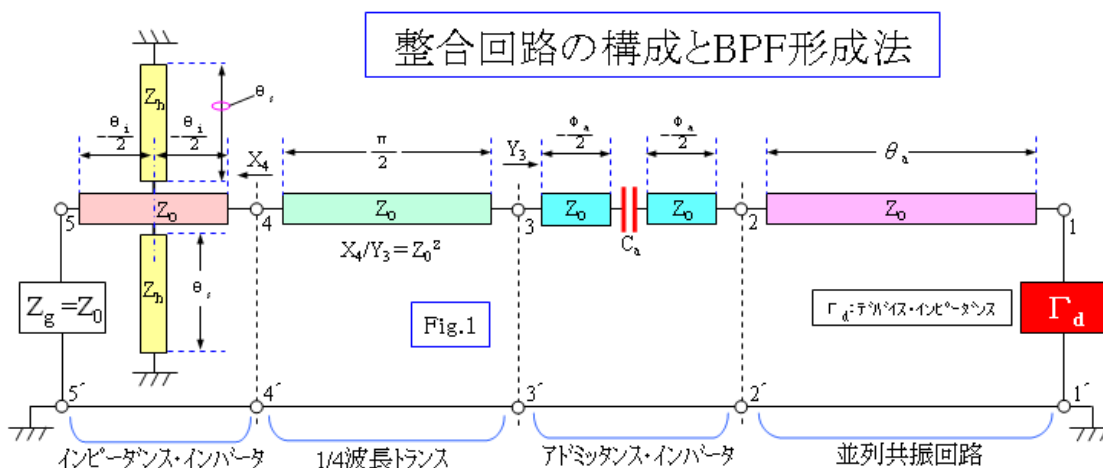 整合回路の構成とBPF形成法
Zh
θs
-θi/2
-θi/2
X4
π/2
Y3
-Φa/2
-Φa/2
θa
Z0
Z0
Z0
Z0
Z0
5
4
3
2
1
Ca
X4/Y3=Z0²
Zh
θs
Zg=Z0
Fig.1
Γd:デバイス・インピーダンス
Γd
5´
4´
3´
2´
1´
インピーダンス・インバータ
1/4波長トランス
アドミッタンス・インバータ
並列共振回路